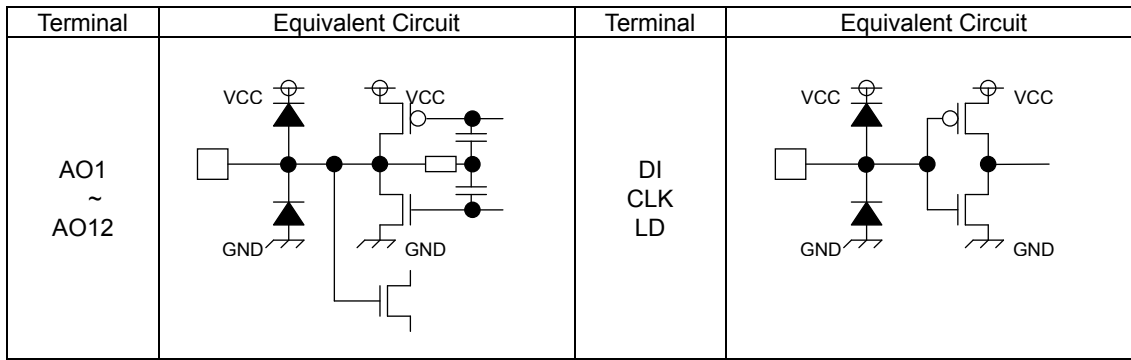 Terminal Equivalent Circuit Terminal Equivalent Circuit
AO1
~
AO12
VCC VCC
GND GND
DI
CLK
LD
VCC VCC
GND GND